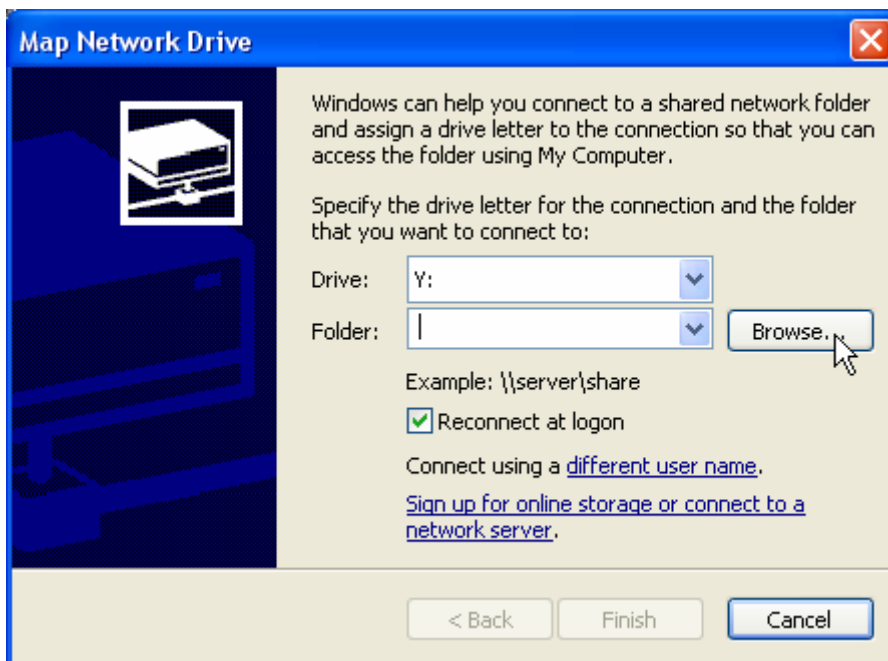 Map Network Drive
Windows can help you connect to a shared network folder
and assign a drive letter to the connection so that you can
access the folder using My Computer.
Specify the drive letter for the connection and the folder
that you want to connect to:
Drive: Y:
Folder: Browse...
Example: \\server\share
Reconnect at logon
Connect using a different user name.
Sign up for online storage or connect to a
network server.
< Back Finish Cancel